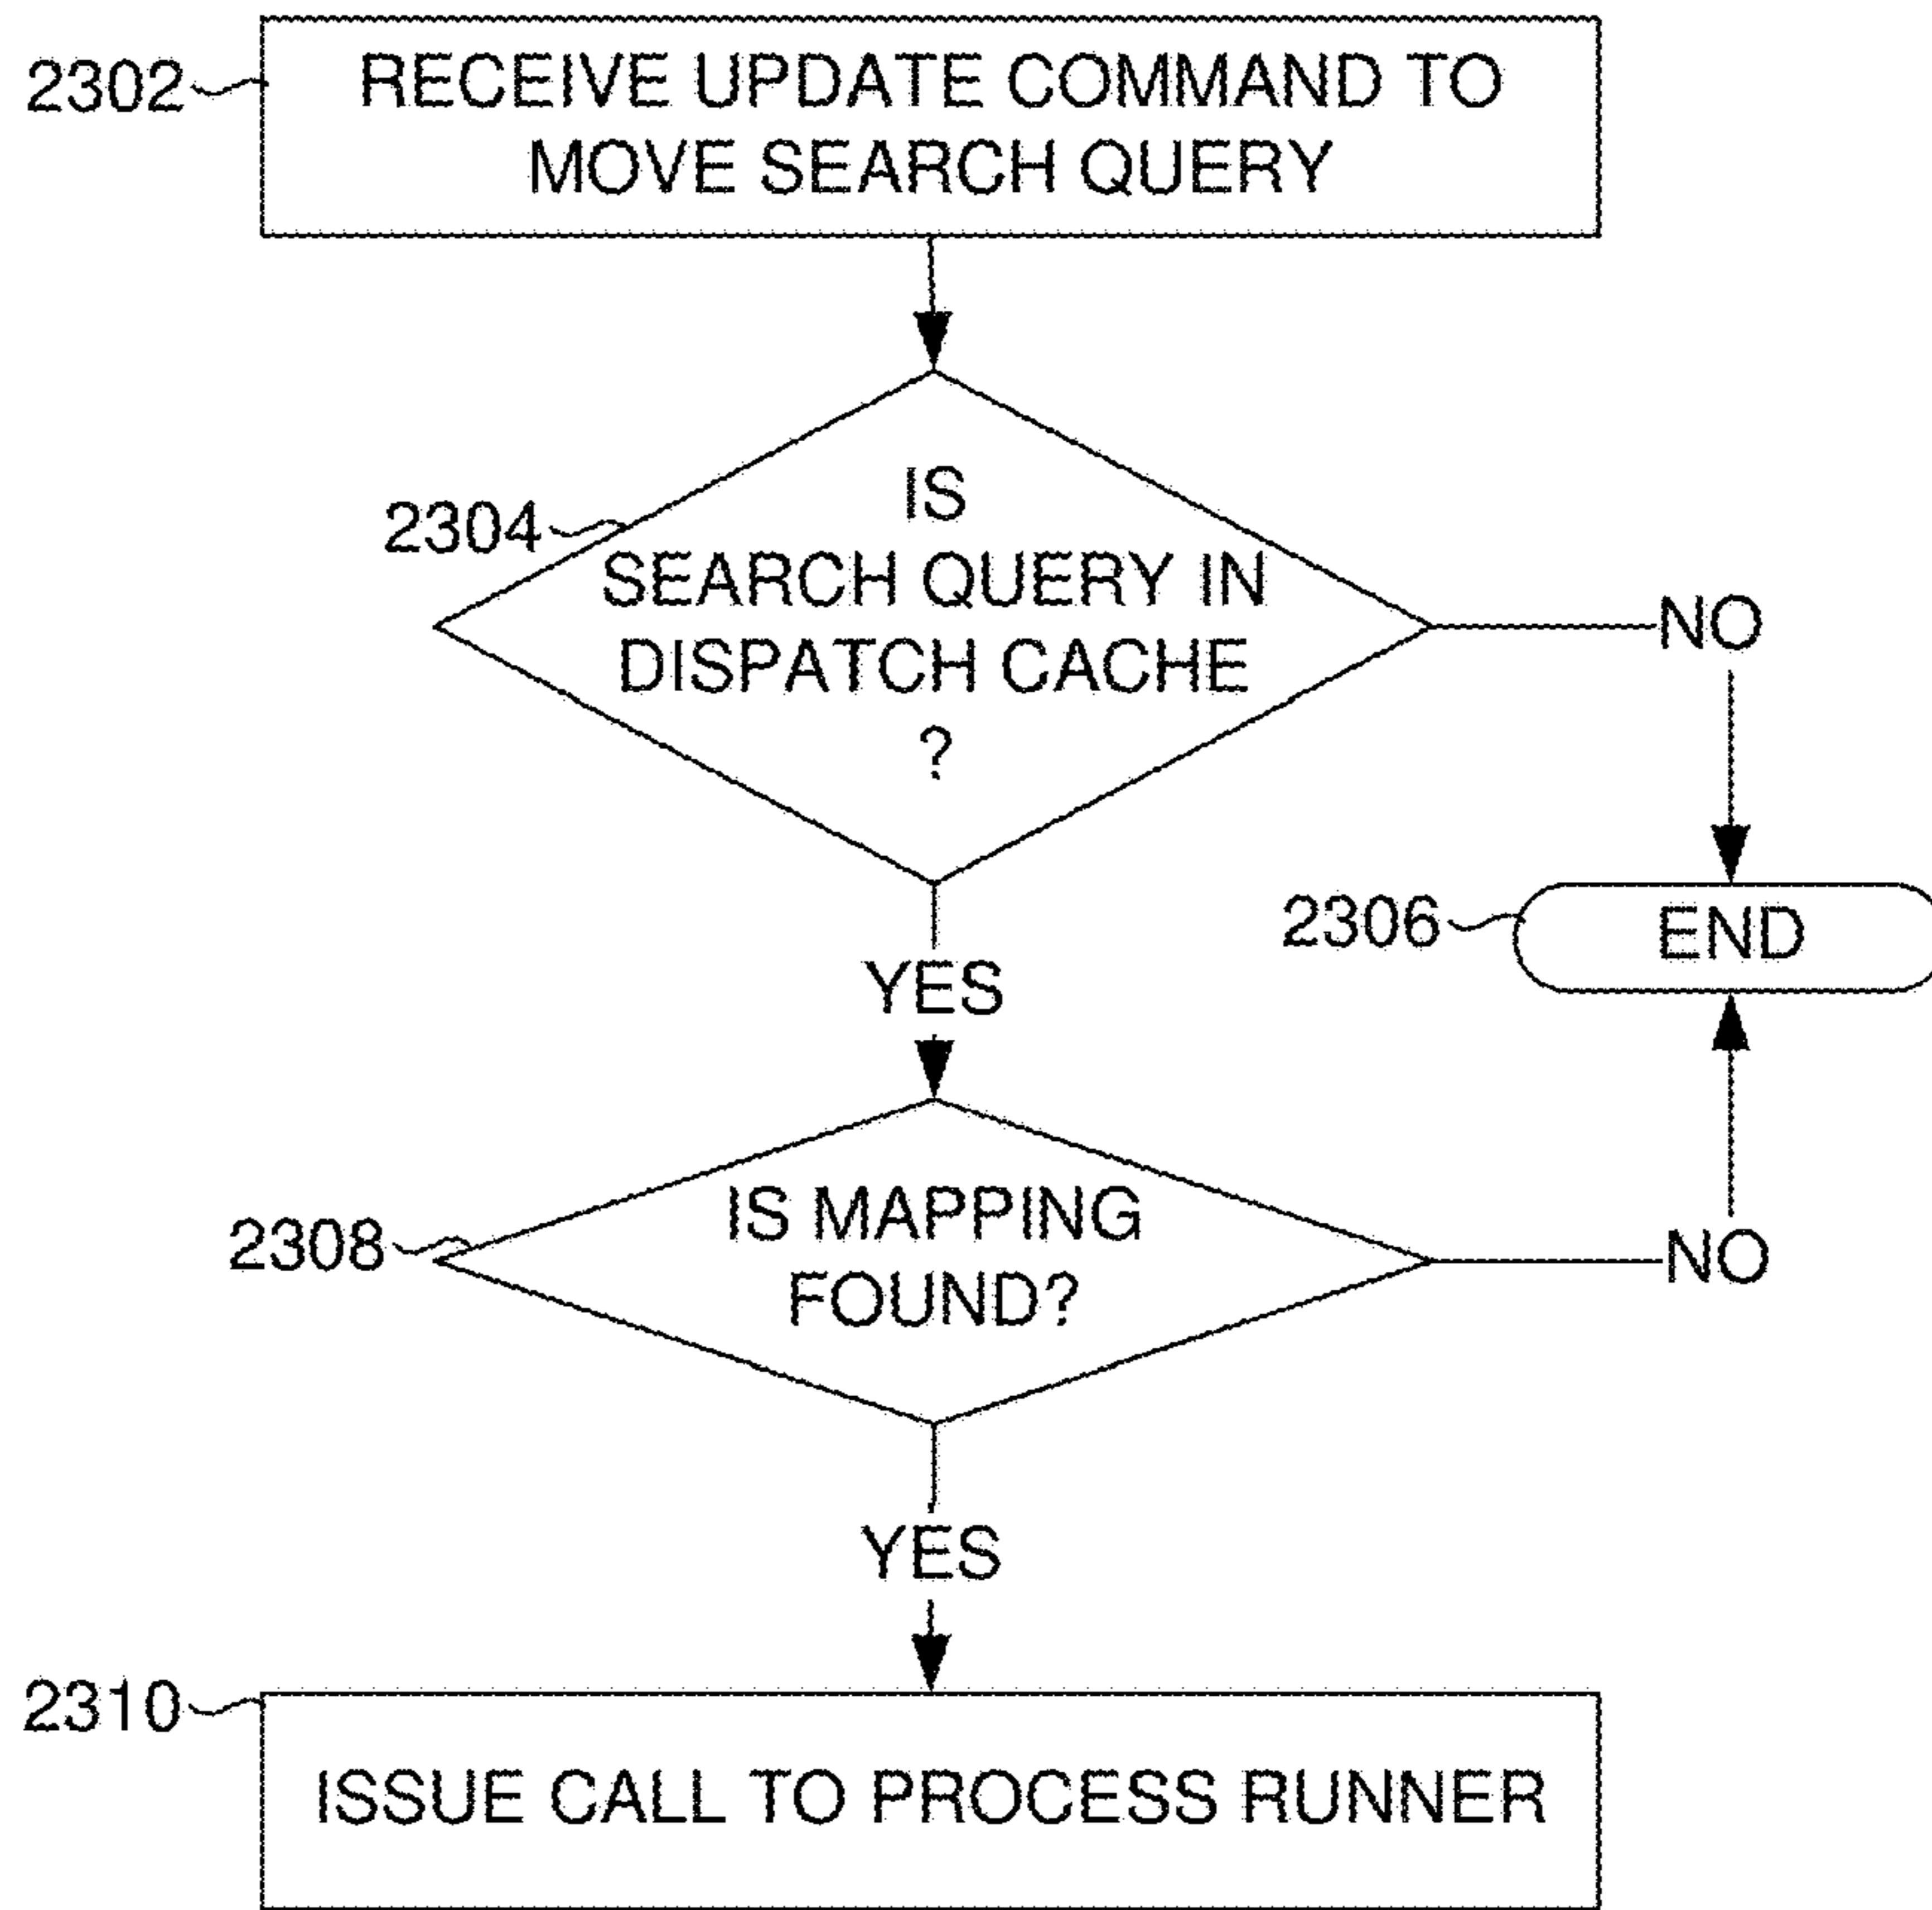 2302
RECEIVE UPDATE COMMAND TO
MOVE SEARCH QUERY
2304
IS
SEARCH QUERY IN
DISPATCH CACHE
?
NO
2306
END
YES
2308
IS MAPPING
FOUND?
NO
YES
2310
ISSUE CALL TO PROCESS RUNNER